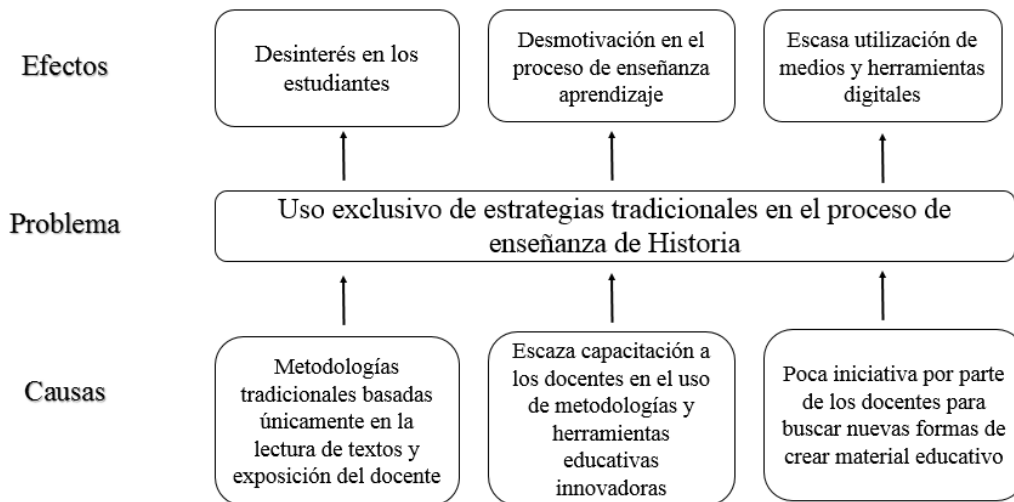 Efectos
Desinterés en los
estudiantes
Desmotivación en el
proceso de enseñanza
aprendizaje
Escasa utilización de
medios y herramientas
digitales
Problema
Uso exclusivo de estrategias tradicionales en el proceso de
enseñanza de Historia
Causas
Metodologías
tradicionales basadas
únicamente en la
lectura de textos y
exposición del docente
Escaza capacitación a
los docentes en el uso
de metodologías y
herramientas
educativas
innovadoras
Poca iniciativa por parte
de los docentes para
buscar nuevas formas de
crear material educativo